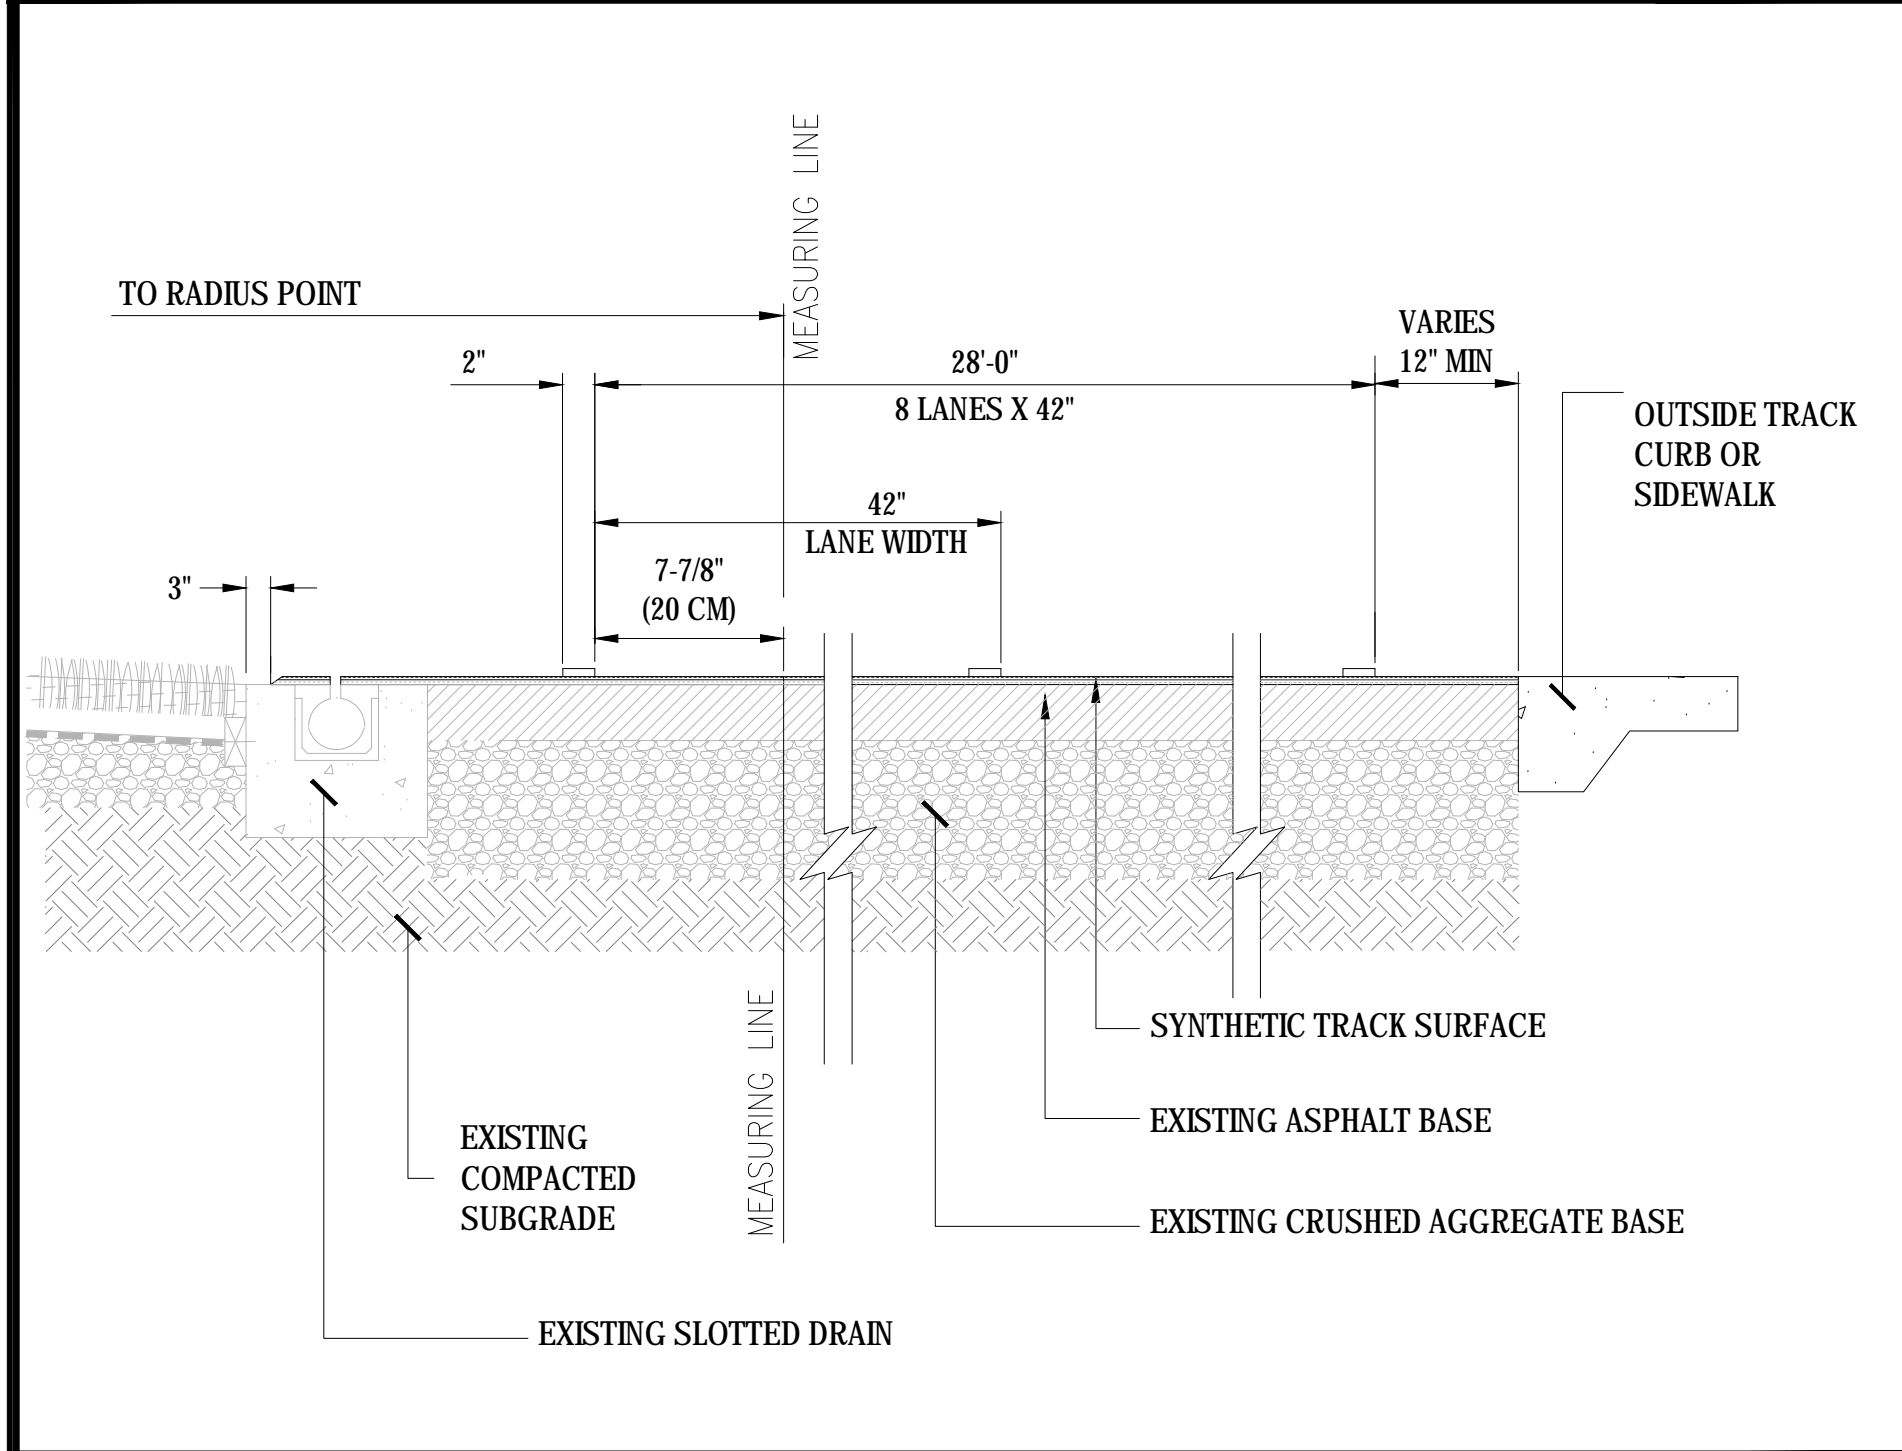 MEASURING LINE
TO RADIUS POINT
2"
28'-0"
8 LANES X 42"
VARIES
12" MIN
OUTSIDE TRACK
CURB OR
SIDEWALK
42"
LANE WIDTH
7-7/8"
(20 CM)
3"
SYNTHETIC TRACK SURFACE
EXISTING ASPHALT BASE
EXISTING
COMPACTED
SUBGRADE
MEASURING LINE
EXISTING CRUSHED AGGREGATE BASE
EXISTING SLOTTED DRAIN